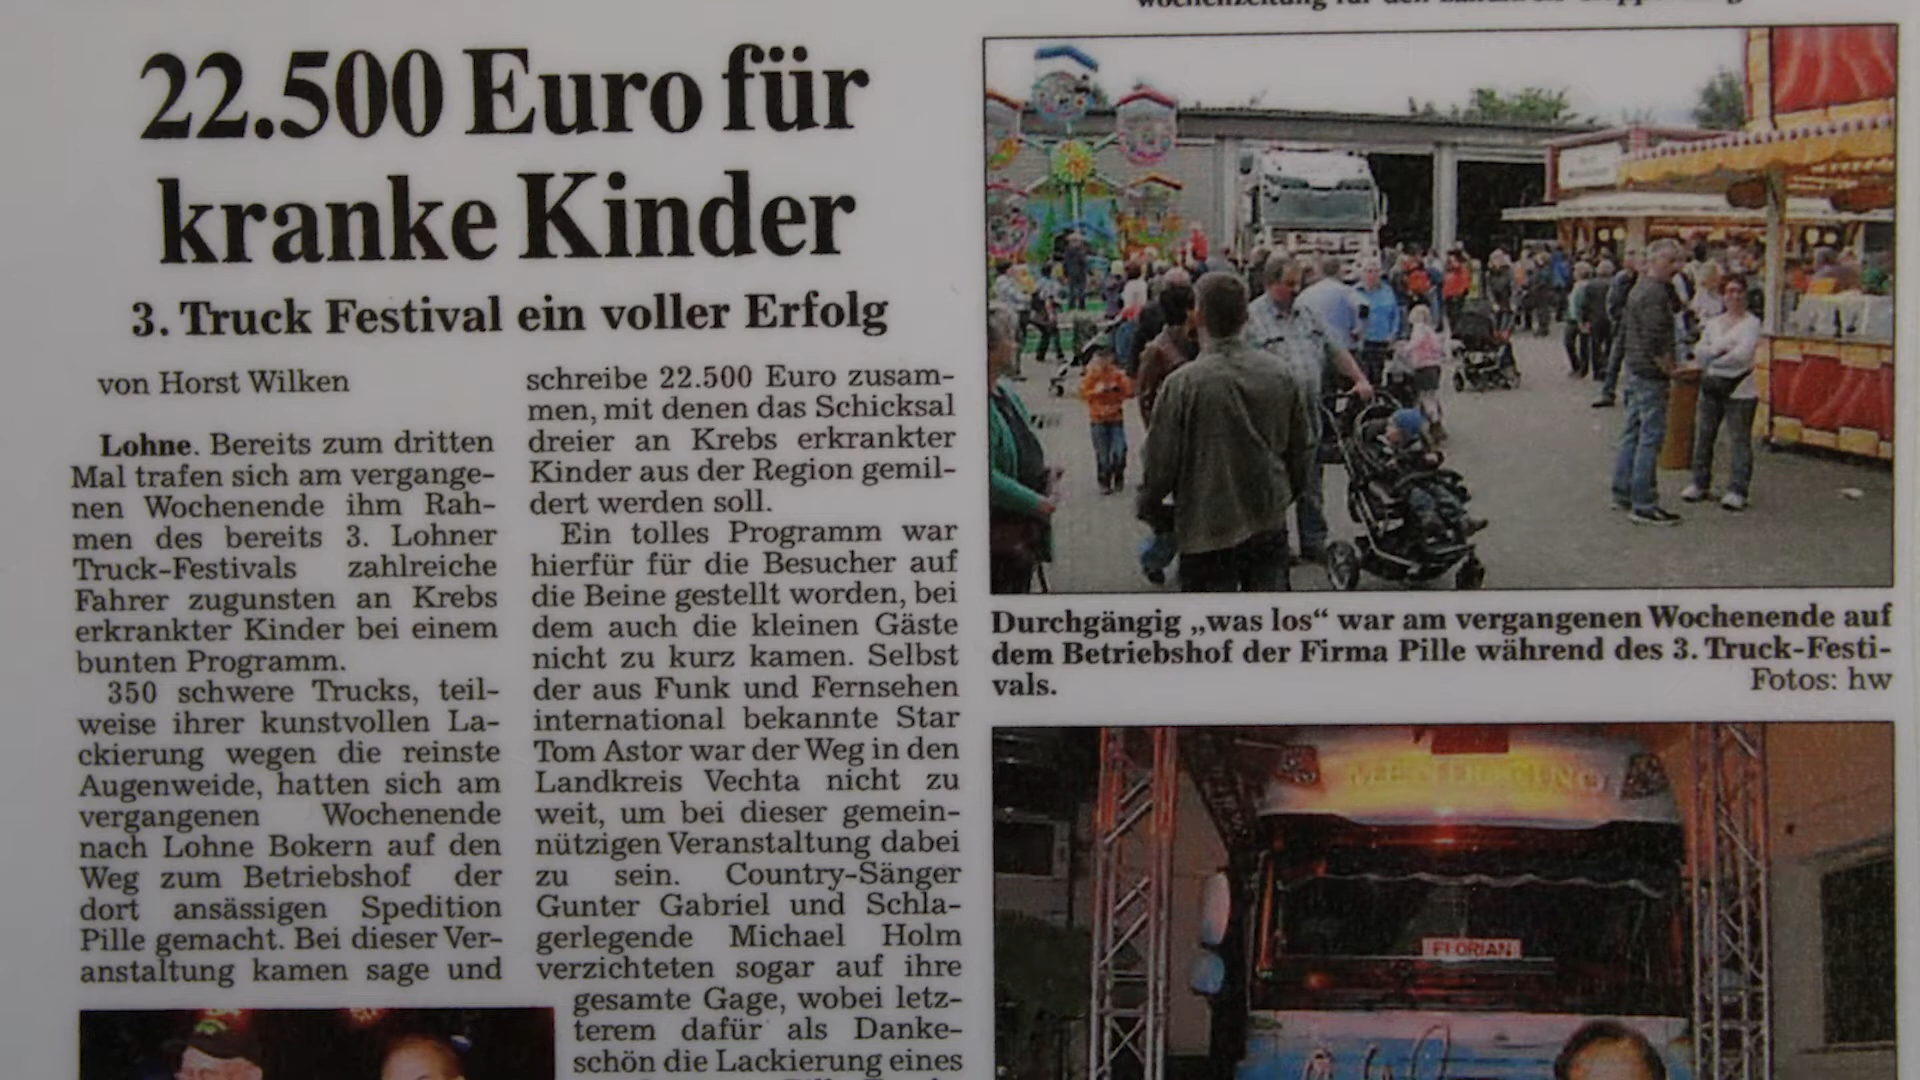 22.500 Euro für
kranke Kinder
3. Truck Festival ein voller Erfolg
von Horst Wilken
Lohne. Bereits zum dritten
Mal trafen sich am vergange-
nen Wochenende ihm Rah-
men des bereits 3. Lohner
Truck-Festivals zahlreiche
Fahrer zugunsten an Krebs
erkrankter Kinder bei einem
bunten Programm.
350 schwere Trucks, teil-
weise ihrer kunstvollen La-
ckierung wegen die reinste
Augenweide, hatten sich am
vergangenen Wochenende
nach Lohne Bokern auf den
Weg zum Betriebshof der
dort ansässigen Spedition
Pille gemacht. Bei dieser Ver-
anstaltung kamen sage und
schreibe 22.500 Euro zusam-
men, mit denen das Schicksal
dreier an Krebs erkrankter
Kinder aus der Region gemil-
dert werden soll.
Ein tolles Programm war
hierfür für die Besucher auf
die Beine gestellt worden, bei
dem auch die kleinen Gäste
nicht zu kurz kamen. Selbst
der aus Funk und Fernsehen
international bekannte Star
Tom Astor war der Weg in den
Landkreis Vechta nicht zu
weit, um bei dieser gemein-
nützigen Veranstaltung dabei
zu sein. Country-Sänger
Gunter Gabriel und Schla-
gerlegende Michael Holm
verzichteten sogar auf ihre
gesamte Gage, wobei letz-
terem dafür als Danke-
schön die Lackierung eines
Durchgängig „was los“ war am vergangenen Wochenende auf
dem Betriebshof der Firma Pille während des 3. Truck-Festi-
vals.
Fotos: hw
FLORIAN